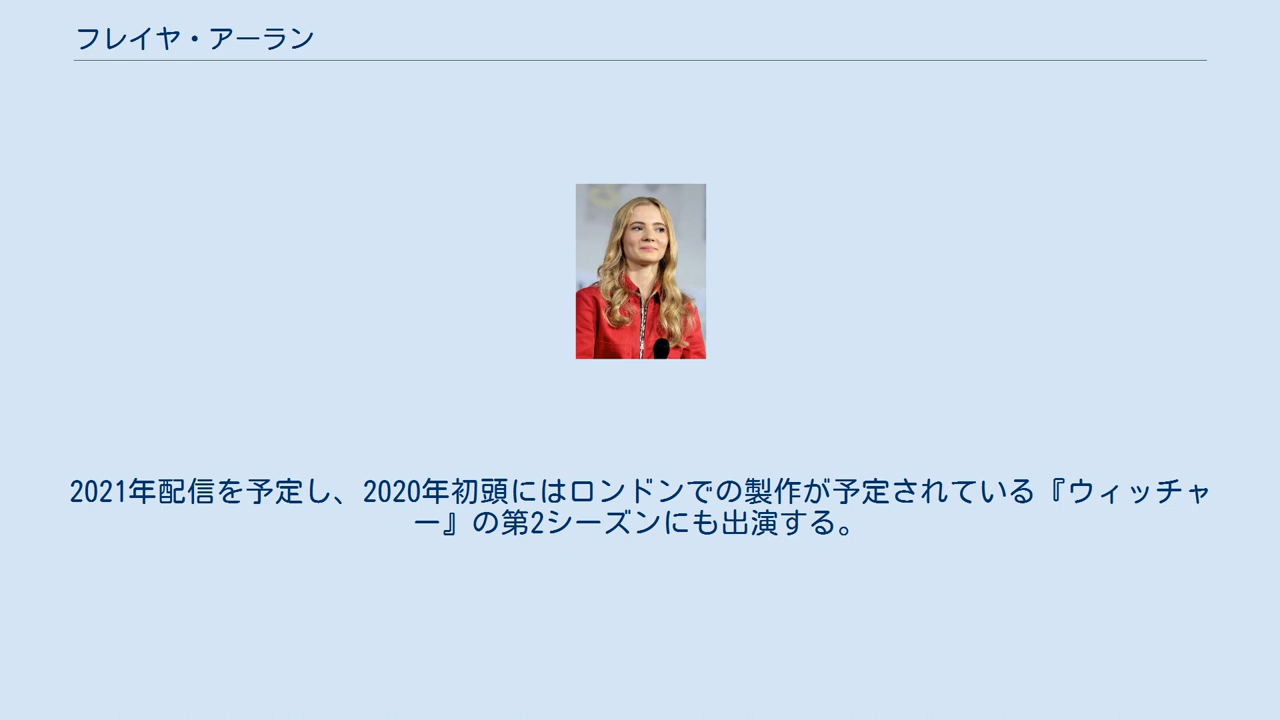 フレイヤ・アーラン
2021年配信を予定し、2020年初頭にはロンドンでの製作が予定されている『ウィッチャ
ー』の第2シーズンにも出演する。